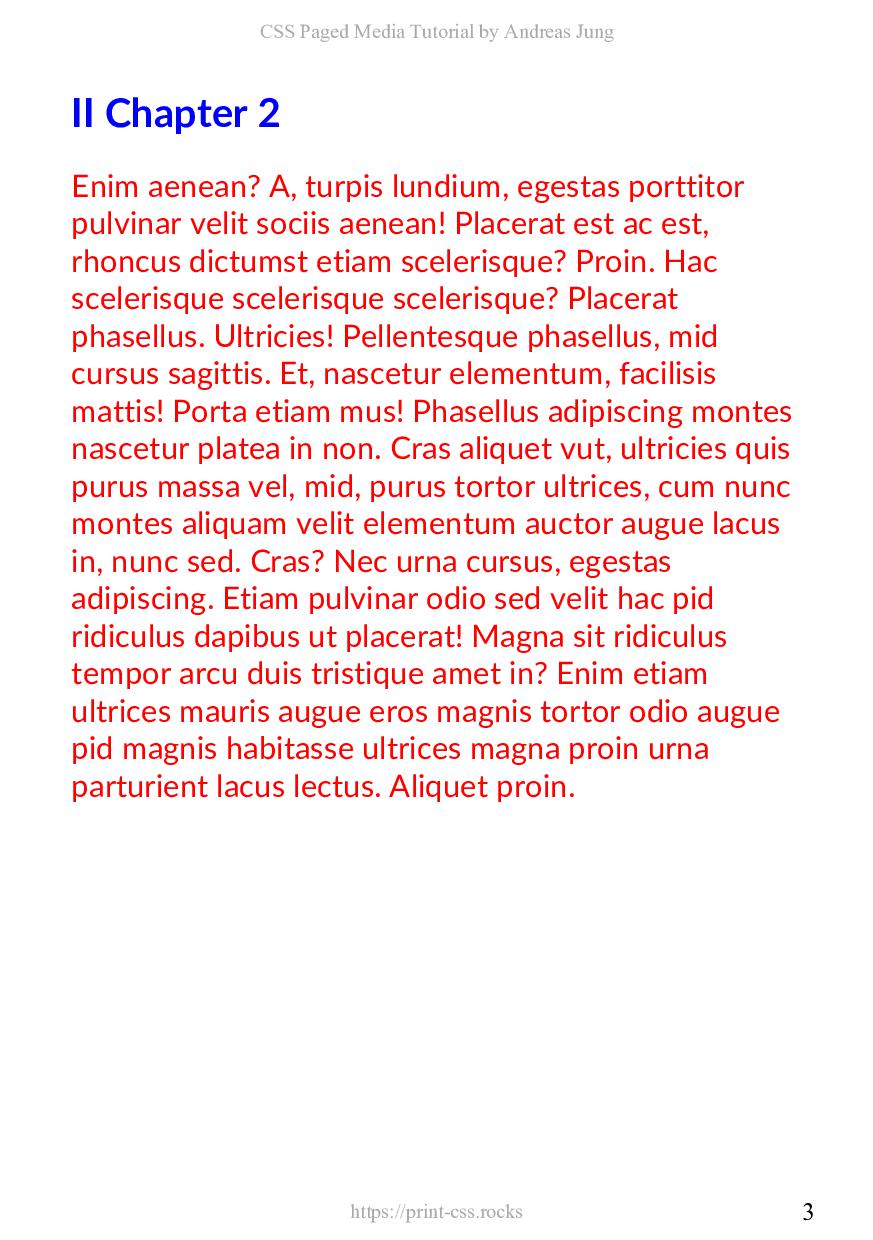 CSS Paged Media Tutorial by Andreas Jung
II Chapter 2
Enim aenean? A, turpis lundium, egestas porttitor
pulvinar velit sociis aenean! Placerat est ac est,
rhoncus dictumst etiam scelerisque? Proin. Hac
scelerisque scelerisque scelerisque? Placerat
phasellus. Ultricies! Pellentesque phasellus, mid
cursus sagittis. Et, nascetur elementum, facilisis
mattis! Porta etiam mus! Phasellus adipiscing montes
nascetur platea in non. Cras aliquet vut, ultricies quis
purus massa vel, mid, purus tortor ultrices, cum nunc
montes aliquam velit elementum auctor augue lacus
in, nunc sed. Cras? Nec urna cursus, egestas
adipiscing. Etiam pulvinar odio sed velit hac pid
ridiculus dapibus ut placerat! Magna sit ridiculus
tempor arcu duis tristique amet in? Enim etiam
ultrices mauris augue eros magnis tortor odio augue
pid magnis habitasse ultrices magna proin urna
parturient lacus lectus. Aliquet proin.
https://print-css.rocks
3